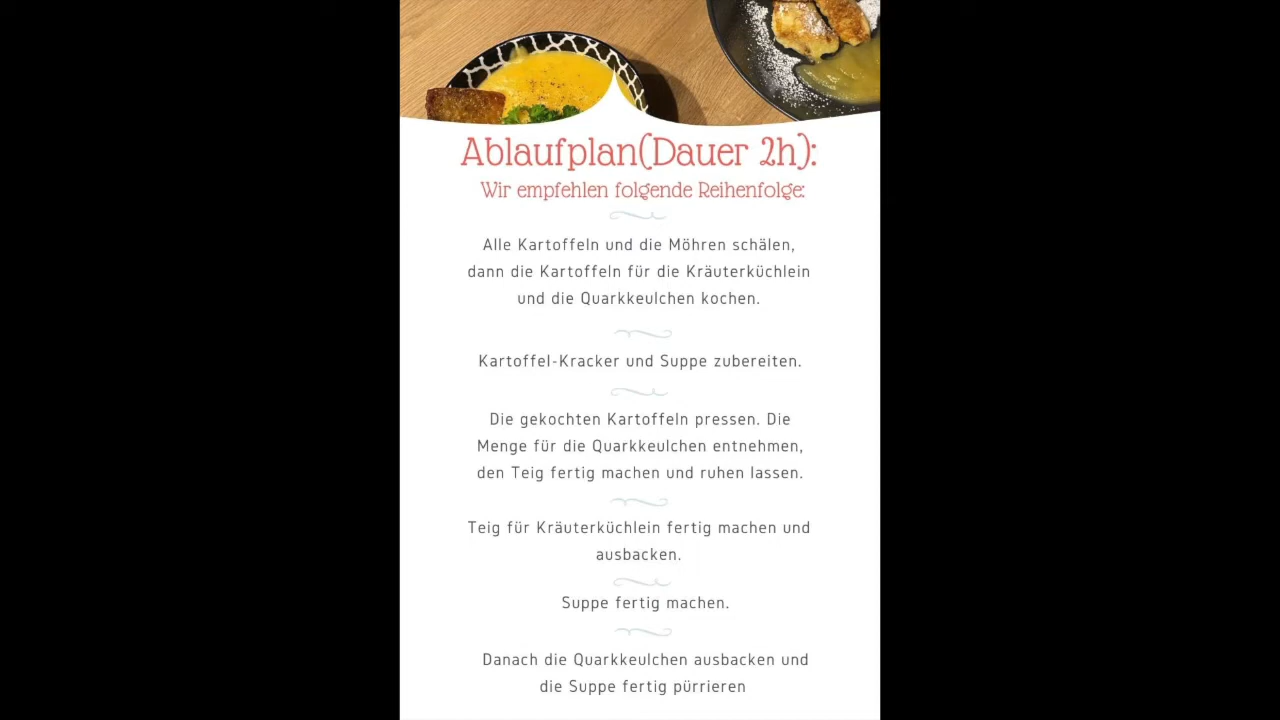 Ablaufplan(Dauer 2h):
Wir empfehlen folgende Reihenfolge:
Alle Kartoffeln und die Möhren schälen,
dann die Kartoffeln für die Kräuterküchlein
und die Quarkkeulchen kochen.
Kartoffel-Kracker und Suppe zubereiten.
Die gekochten Kartoffeln pressen. Die
Menge für die Quarkkeulchen entnehmen,
den Teig fertig machen und ruhen lassen.
Teig für Kräuterküchlein fertig machen und
ausbacken.
Suppe fertig machen.
Danach die Quarkkeulchen ausbacken und
die Suppe fertig pürrieren